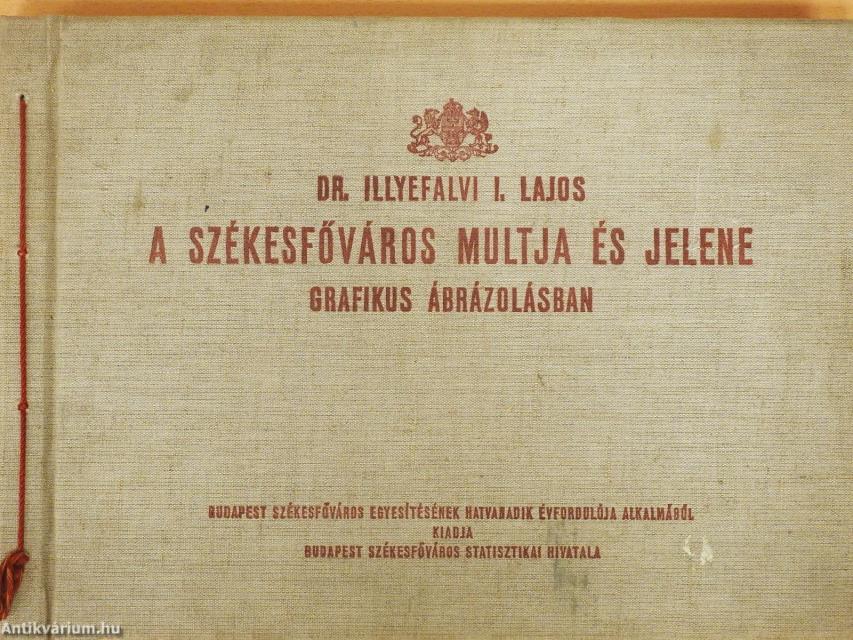 DR. ILLYEFALVI I. LAJOS
A SZÉKESFŐVÁROS MULTJA ÉS JELENE
GRAFIKUS ÁBRÁZOLÁSBAN
BUDAPEST SZÉKESFŐVÁROS EGYESÍTÉSÉNEK HATVANADIK ÉVFORDULÓJA ALKALMÁBÓL
KIADJA
BUDAPEST SZÉKESFŐVÁROS STATISZTIKAI HIVATALA
Antikvárium.hu